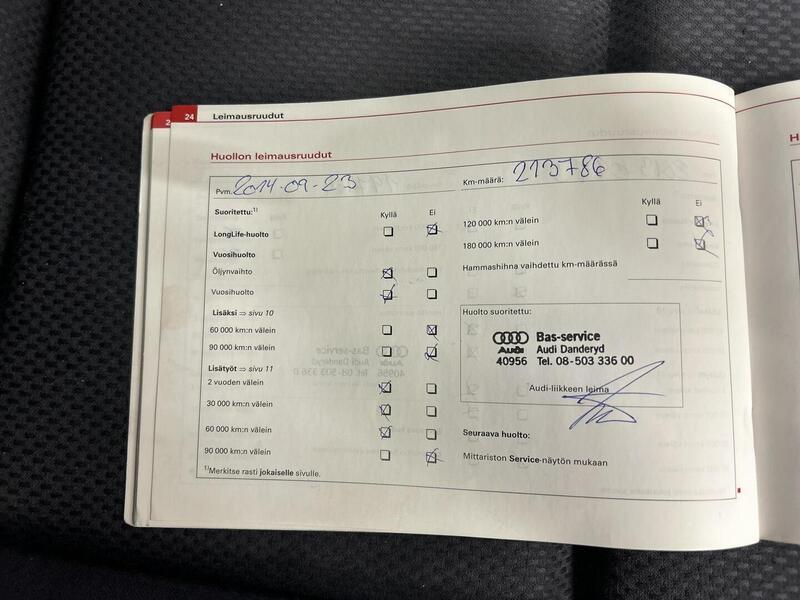 24 Leimausruudut
Huollon leimausruudut
Pvm. 2014-09-23
Suoritettu:1) Kyllä Ei
LongLife-huolto
Vuosihuolto
Öljynvaihto
Vuosihuolto
Lisäksi ⇒ sivu 10
60 000 km:n välein
90 000 km:n välein
Lisätyöt ⇒ sivu 11
2 vuoden välein
30 000 km:n välein
60 000 km:n välein
90 000 km:n välein
1)Merkitse rasti jokaiselle sivulle.
Km-määrä: 213786
Kyllä Ei
120 000 km:n välein
180 000 km:n välein
Hammashihna vaihdettu km-määrässä
Huolto suoritettu:
Bas-service
Audi Audi Danderyd
40956 Tel. 08-503 336 00
Audi-liikkeen leima
Seuraava huolto:
Mittariston Service-näytön mukaan
2
H